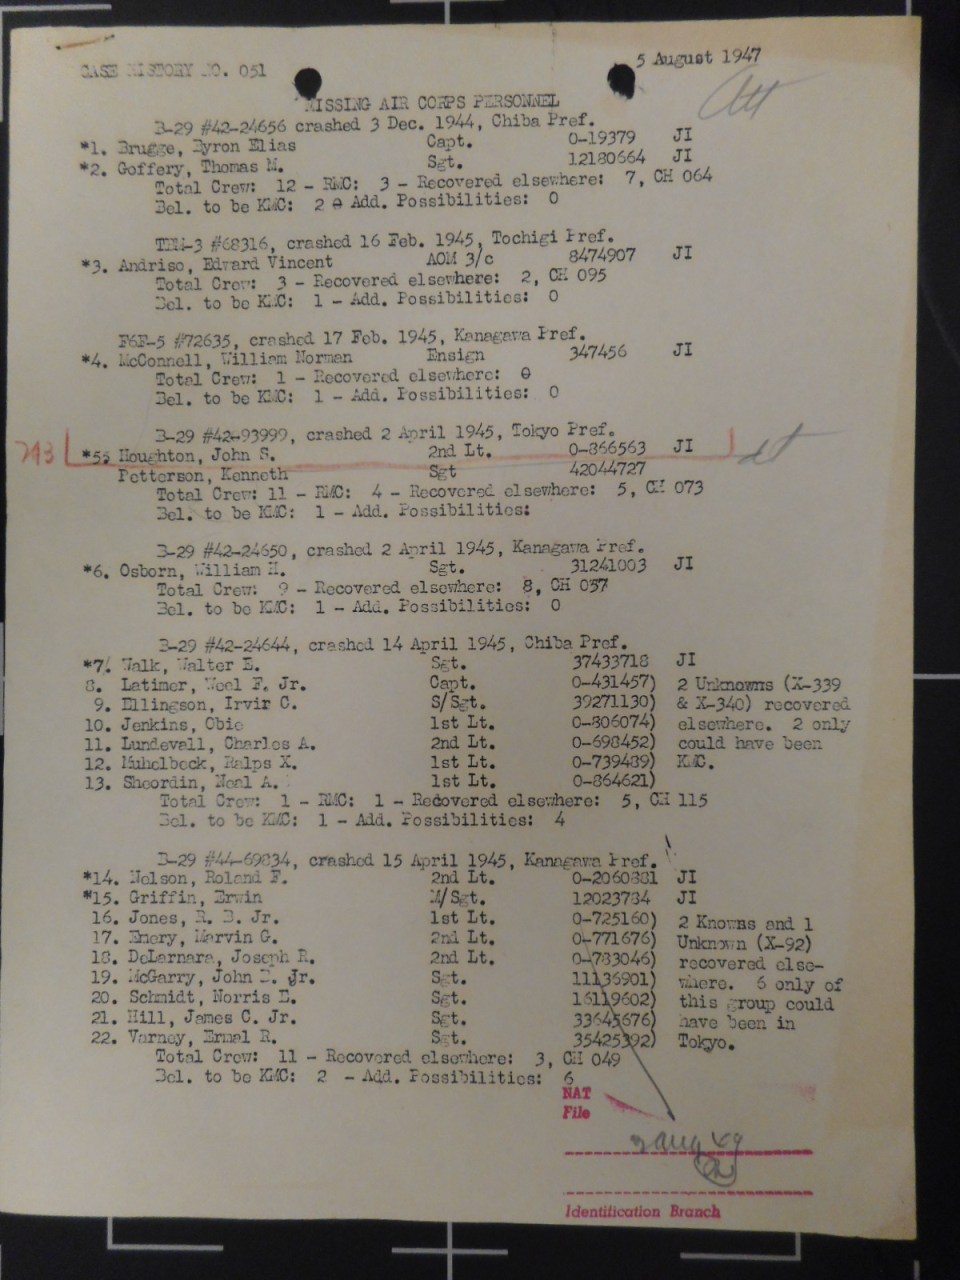 CASE HISTORY NO. 051
5 August 1947
MISSING AIR CORPS PERSONNEL
B-29 #42-24656 crashed 3 Dec. 1944, Chiba Pref.
*1. Brugge, Byron Elias Capt. 0-19379 JI
*2. Goffery, Thomas M. Sgt. 12180664 JI
Total Crew: 12 - RMC: 3 - Recovered elsewhere: 7, CH 064
Bel. to be KMC: 2 Add. Possibilities: 0
TBM-3 #68316, crashed 16 Feb. 1945, Tochigi Pref.
*3. Andriso, Edward Vincent AOM 3/c 8474907 JI
Total Crew: 3 - Recovered elsewhere: 2, CH 095
Bel. to be KMC: 1 - Add. Possibilities: 0
F6F-5 #72635, crashed 17 Feb. 1945, Kanagawa Pref.
*4. McConnell, William Norman Ensign 347456 JI
Total Crew: 1 - Recovered elsewhere: 0
Bel. to be KMC: 1 - Add. Possibilities: 0
B-29 #42-93999, crashed 2 April 1945, Tokyo Pref.
793 *5. Houghton, John S. 2nd Lt. 0-866563 JI
Petterson, Kenneth Sgt 42044727
Total Crew: 11 - RMC: 4 - Recovered elsewhere: 5, CH 073
Bel. to be KMC: 1 - Add. Possibilities:
B-29 #42-24650, crashed 2 April 1945, Kanagawa Pref.
*6. Osborn, William H. Sgt. 31241003 JI
Total Crew: 9 - Recovered elsewhere: 8, CH 037
Bel. to be KMC: 1 - Add. Possibilities: 0
B-29 #42-24644, crashed 14 April 1945, Chiba Pref.
*7. Walk, Walter E. Sgt. 37433718 JI
8. Latimer, Weel F. Jr. Capt. 0-431457) 2 Unknowns (X-339
9. Ellingson, Irvir C. S/Sgt. 39271130) & X-340) recovered
10. Jenkins, Obie 1st Lt. 0-806074) elsewhere. 2 only
11. Lundevall, Charles A. 2nd Lt. 0-698452) could have been
12. Muhelbeck, Ralps X. 1st Lt. 0-739489) KMC.
13. Sheordin, Neal A. 1st Lt. 0-864621)
Total Crew: 1 - RMC: 1 - Recovered elsewhere: 5, CH 115
Bel. to be KMC: 1 - Add. Possibilities: 4
B-29 #44-69834, crashed 15 April 1945, Kanagawa Pref.
*14. Nelson, Roland F. 2nd Lt. 0-2060881 JI
*15. Griffin, Erwin M/Sgt. 12023784 JI
16. Jones, R. B. Jr. 1st Lt. 0-725160) 2 Knowns and 1
17. Emery, Marvin G. 2nd Lt. 0-771676) Unknown (X-92)
18. DeLarnara, Joseph R. 2nd Lt. 0-783046) recovered else-
19. McGarry, John D. Jr. Sgt. 11136901) where. 6 only of
20. Schmidt, Norris E. Sgt. 16119602) this group could
21. Hill, James C. Jr. Sgt. 33645676) have been in
22. Varney, Ermal R. Sgt. 35425392) Tokyo.
Total Crew: 11 - Recovered elsewhere: 3, CH 049
Bel. to be KMC: 2 - Add. Possibilities: 6
NAT
File
Identification Branch